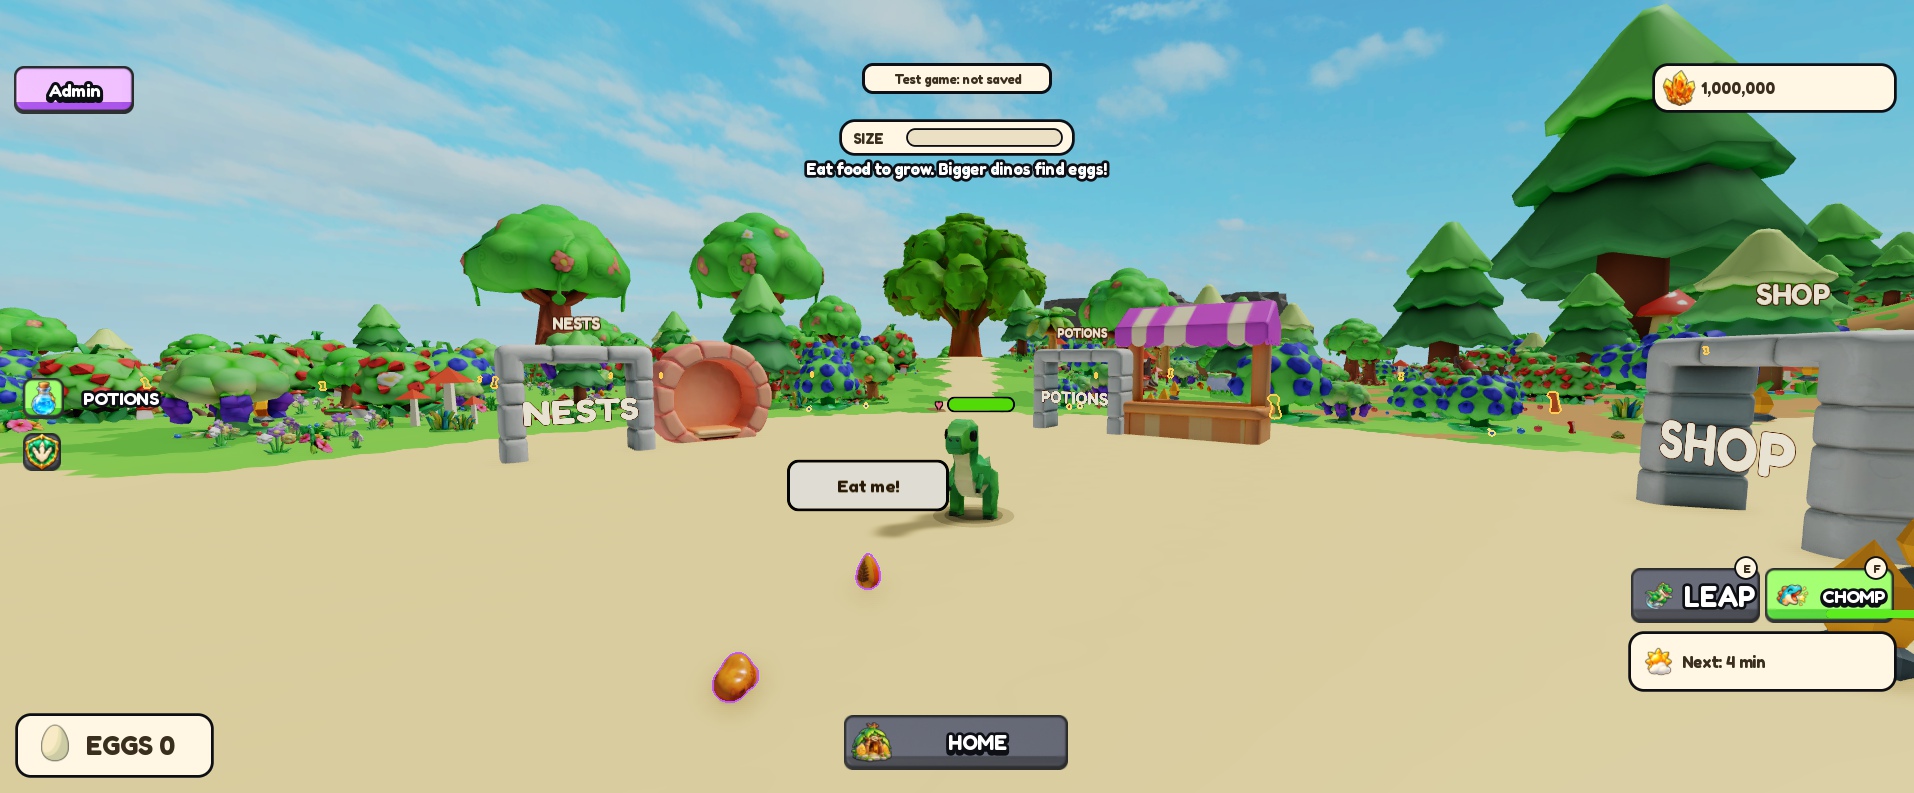 Admin
Test game: not saved
1,000,000
SIZE
Eat food to grow. Bigger dinos find eggs!
SHOP
NESTS
POTIONS
POTIONS
NESTS
POTIONS
SHOP
Eat me!
E
F
LEAP
CHOMP
Next: 4 min
EGGS 0
HOME